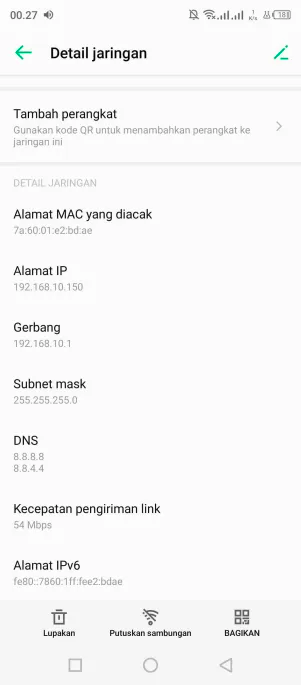 00.27
1
K/s
181
Detail jaringan
Tambah perangkat
Gunakan kode QR untuk menambahkan perangkat ke
jaringan ini
DETAIL JARINGAN
Alamat MAC yang diacak
7a:60:01:e2:bd:ae
Alamat IP
192.168.10.150
Gerbang
192.168.10.1
Subnet mask
255.255.255.0
DNS
8.8.8.8
8.8.4.4
Kecepatan pengiriman link
54 Mbps
Alamat IPv6
fe80::7860:1ff:fee2:bdae
Lupakan
Putuskan sambungan
BAGIKAN